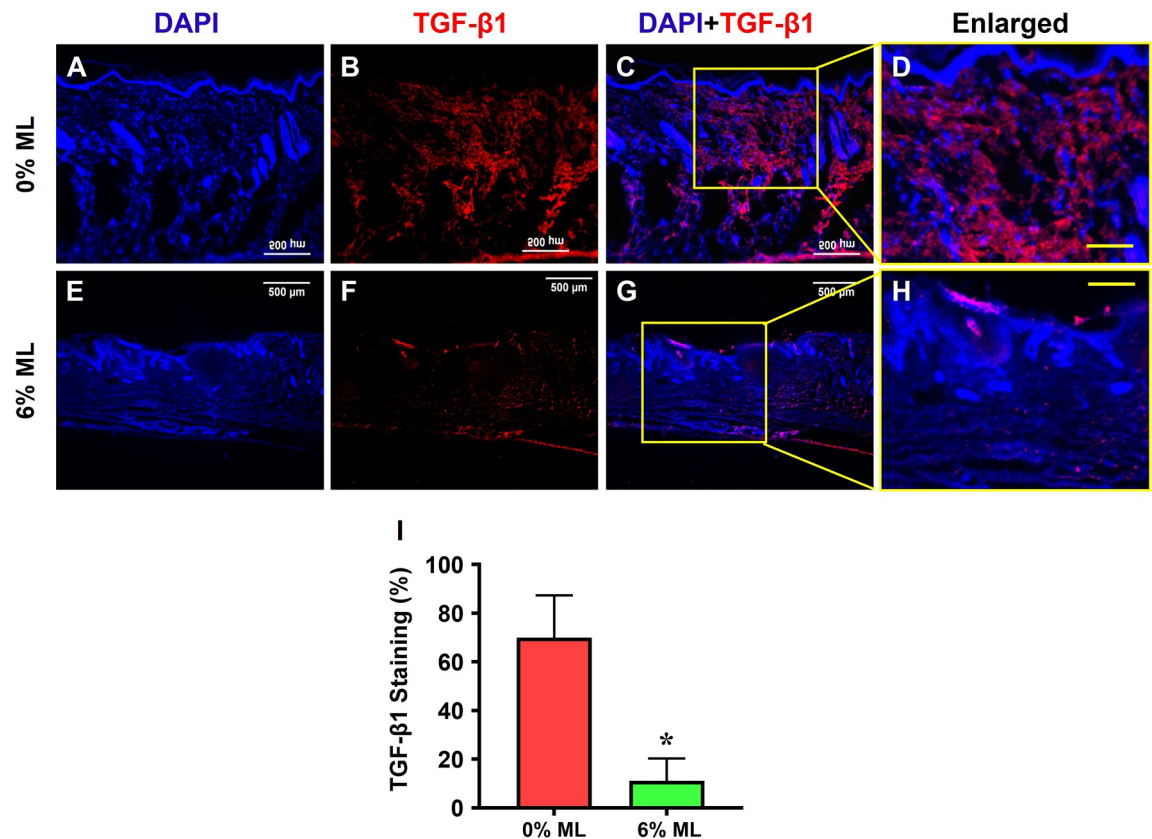 DAPI TGF-β1 DAPI+TGF-β1 Enlarged
0% ML
A B C D
500 μm 500 μm 500 μm
6% ML
E F G H
500 μm 500 μm 500 μm
I
TGF-β1 Staining (%)
100
80
60
40
20
0
*
0% ML 6% ML